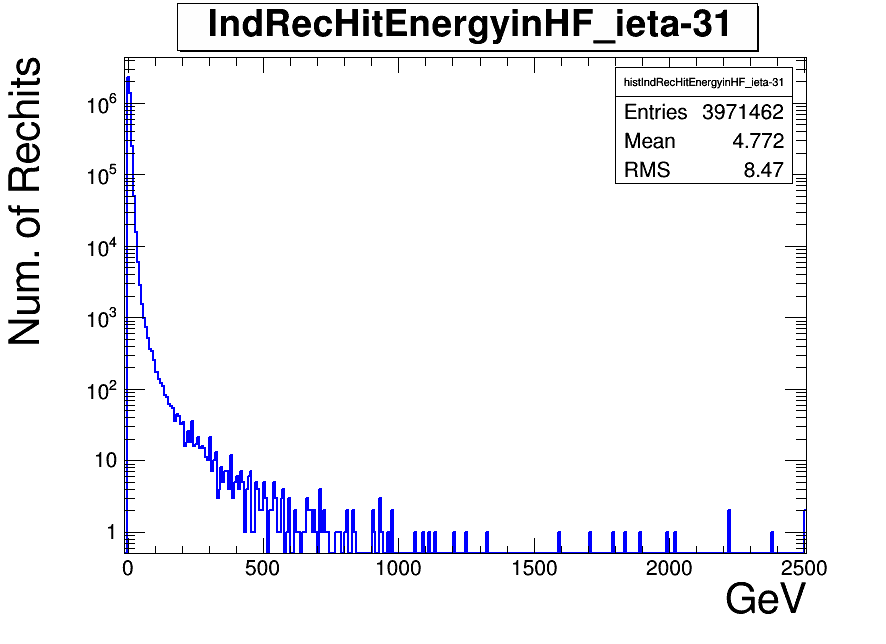 IndRecHitEnergyinHF_ieta-31
histIndRecHitEnergyinHF_ieta-31
Entries 3971462
Mean 4.772
RMS 8.47
Num. of Rechits
10^6
10^5
10^4
10^3
10^2
10
1
0 500 1000 1500 2000 2500
GeV